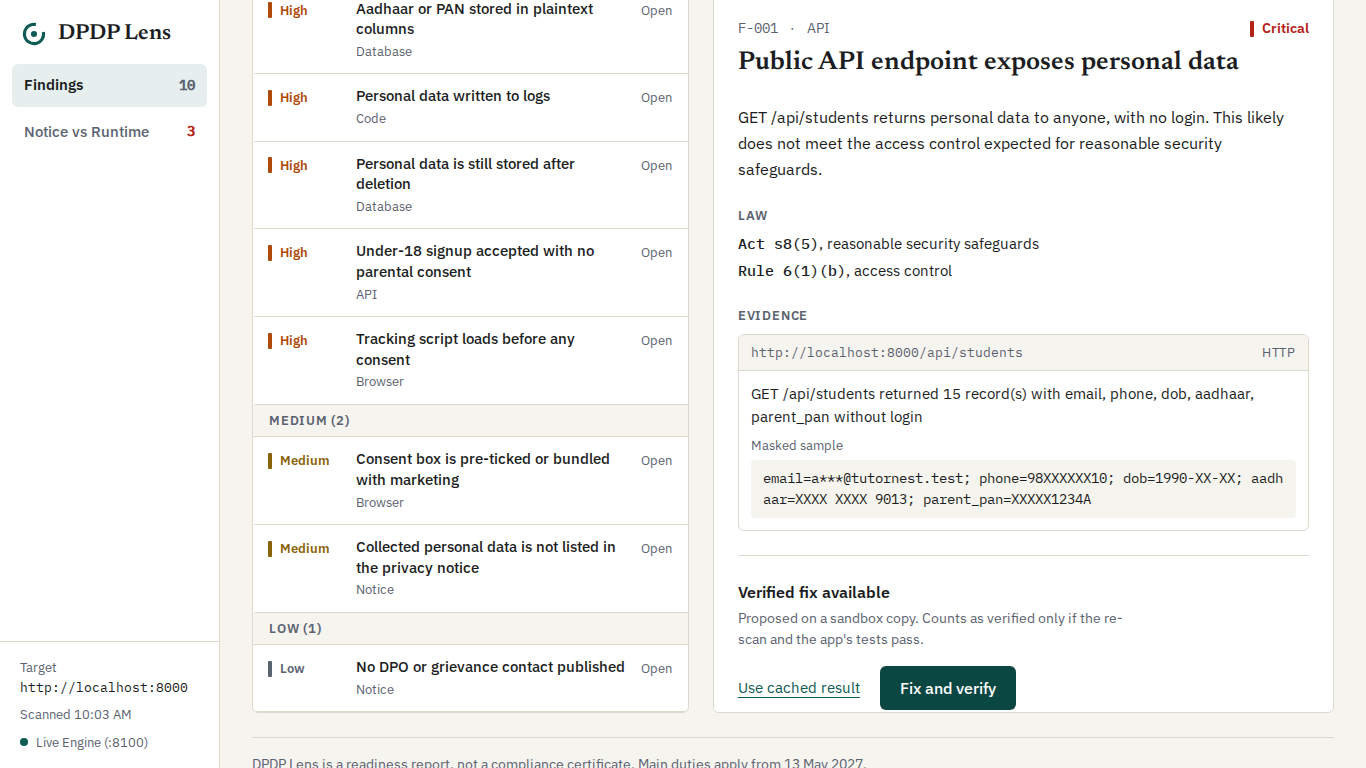 DPDP Lens
Findings 10
Notice vs Runtime 3
Target
http://localhost:8000
Scanned 10:03 AM
Live Engine (:8100)
High Aadhaar or PAN stored in plaintext Open
columns
Database
High Personal data written to logs Open
Code
High Personal data is still stored after Open
deletion
Database
High Under-18 signup accepted with no Open
parental consent
API
High Tracking script loads before any Open
consent
Browser
MEDIUM (2)
Medium Consent box is pre-ticked or bundled Open
with marketing
Browser
Medium Collected personal data is not listed in Open
the privacy notice
Notice
LOW (1)
Low No DPO or grievance contact published Open
Notice
F-001 · API Critical
Public API endpoint exposes personal data
GET /api/students returns personal data to anyone, with no login. This likely
does not meet the access control expected for reasonable security
safeguards.
LAW
Act s8(5), reasonable security safeguards
Rule 6(1)(b), access control
EVIDENCE
http://localhost:8000/api/students HTTP
GET /api/students returned 15 record(s) with email, phone, dob, aadhaar,
parent_pan without login
Masked sample
email=a***@tutornest.test; phone=98XXXXXX10; dob=1990-XX-XX; aadh
aar=XXXX XXXX 9013; parent_pan=XXXXX1234A
Verified fix available
Proposed on a sandbox copy. Counts as verified only if the re-
scan and the app's tests pass.
Use cached result Fix and verify
DPDP Lens is a readiness report, not a compliance certificate. Main duties apply from 13 May 2027.